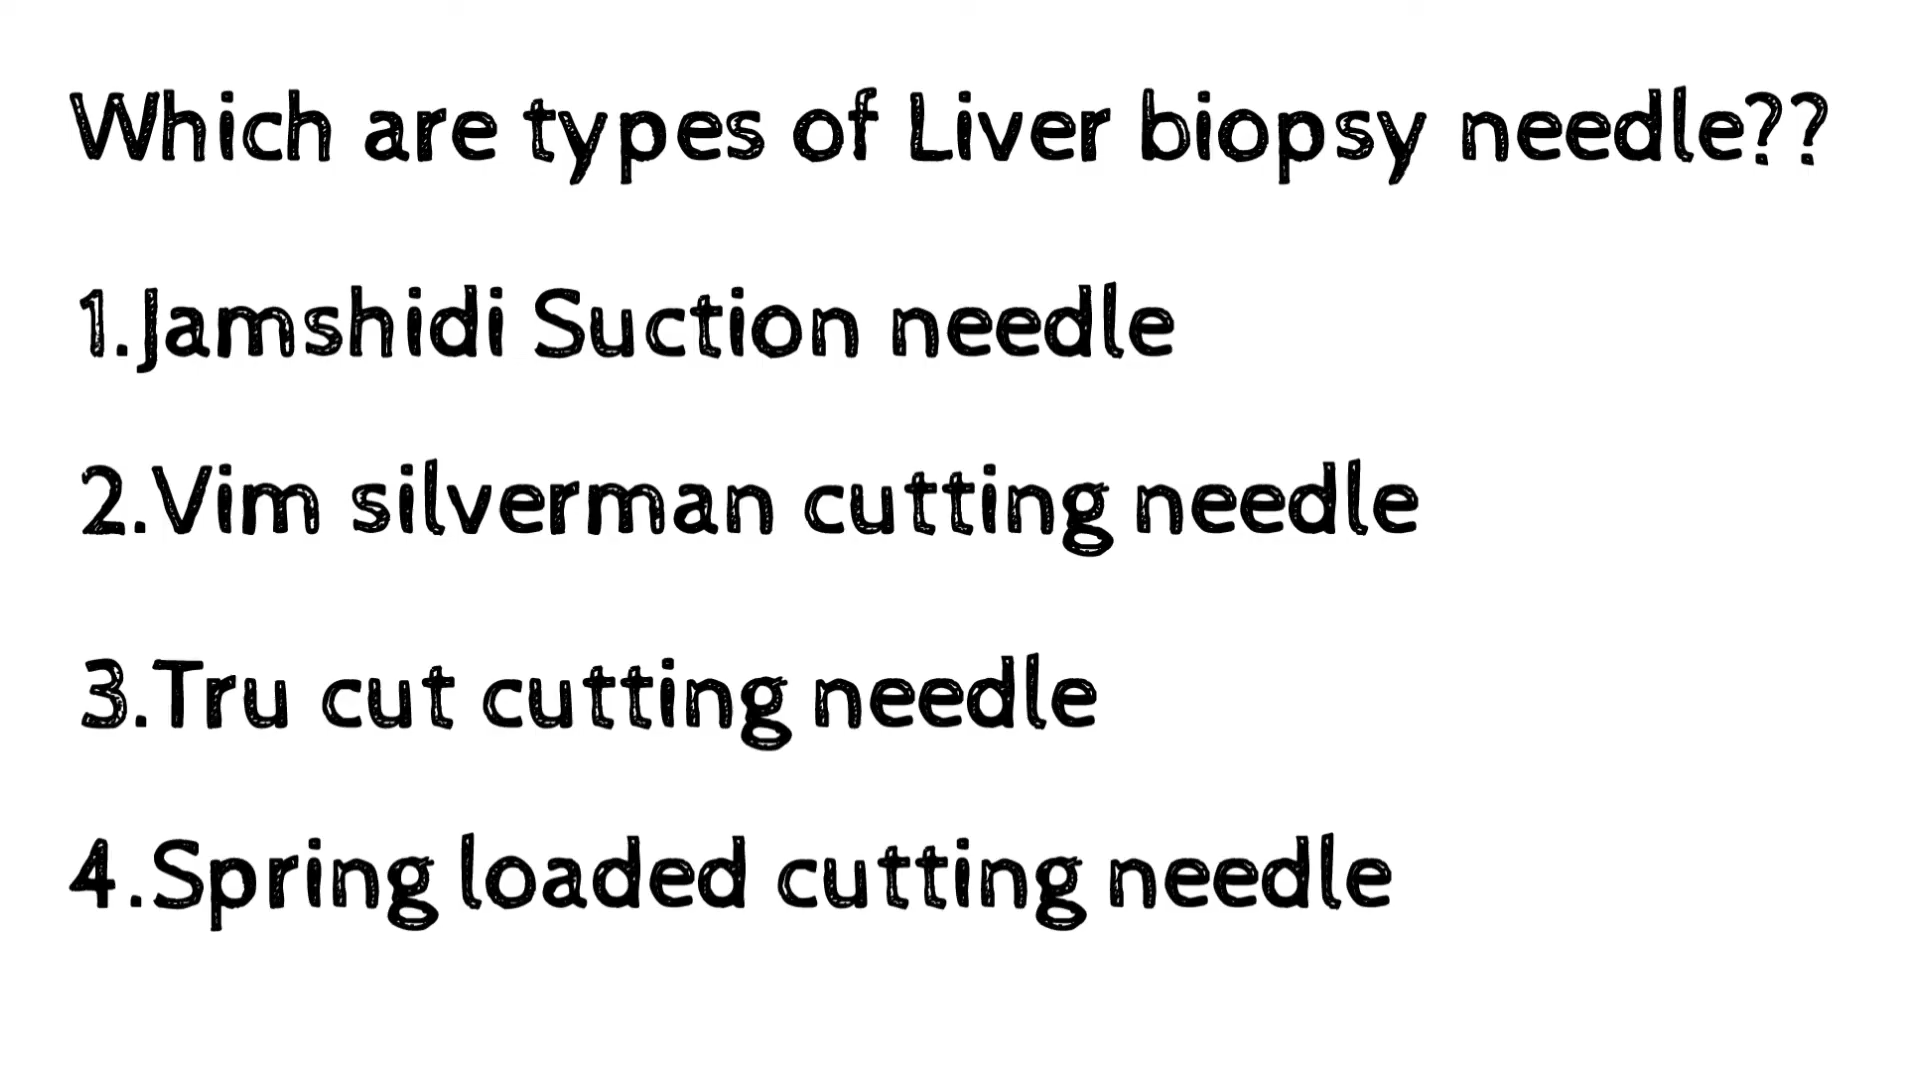 Which are types of Liver biopsy needle??
1.Jamshidi Suction needle
2.Vim silverman cutting needle
3.Tru cut cutting needle
4.Spring loaded cutting needle